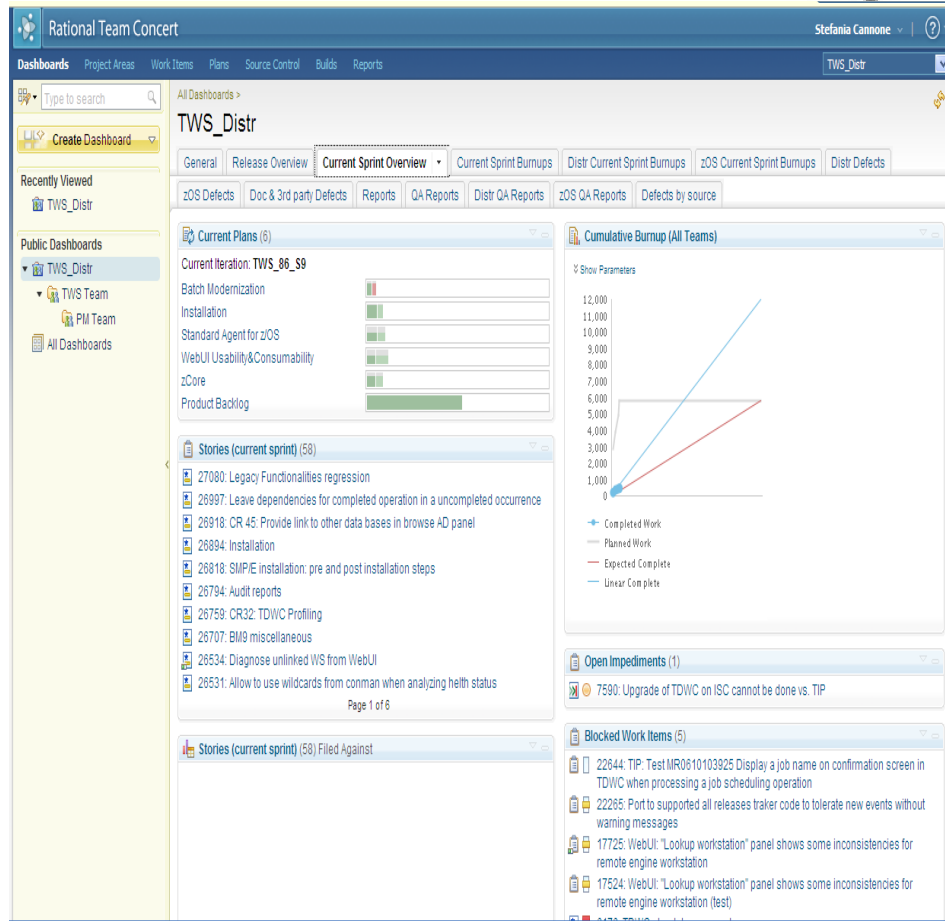 Rational Team Concert
Stefania Cannone
Dashboards Project Areas Work Items Plans Source Control Builds Reports
TWS_Distr
Type to search
Create Dashboard
Recently Viewed
TWS_Distr
Public Dashboards
TWS_Distr
TWS Team
PM Team
All Dashboards
All Dashboards >
TWS_Distr
General Release Overview Current Sprint Overview Current Sprint Burnups Distr Current Sprint Burnups zOS Current Sprint Burnups Distr Defects
zOS Defects Doc & 3rd party Defects Reports QA Reports Distr QA Reports zOS QA Reports Defects by source
Current Plans (6)
Current Iteration: TWS_86_S9
Batch Modernization
Installation
Standard Agent for z/OS
WebUI Usability&Consumability
zCore
Product Backlog
Stories (current sprint) (58)
27080: Legacy Functionalities regression
26997: Leave dependencies for completed operation in a uncompleted occurrence
26918: CR 45: Provide link to other data bases in browse AD panel
26894: Installation
26818: SMP/E installation: pre and post installation steps
26794: Audit reports
26759: CR32: TDWC Profiling
26707: BM9 miscellaneous
26534: Diagnose unlinked WS from WebUI
26531: Allow to use wildcards from conman when analyzing helth status
Page 1 of 6
Stories (current sprint) (58) Filed Against
Cumulative Burnup (All Teams)
Show Parameters
12,000
11,000
10,000
9,000
8,000
7,000
6,000
5,000
4,000
3,000
2,000
1,000
0
Completed Work
Planned Work
Expected Complete
Linear Complete
Open Impediments (1)
7590: Upgrade of TDWC on ISC cannot be done vs. TIP
Blocked Work Items (5)
22644: TIP: Test MR0610103925 Display a job name on confirmation screen in
TDWC when processing a job scheduling operation
22265: Port to supported all releases traker code to tolerate new events without
warning messages
17725: WebUI: "Lookup workstation" panel shows some inconsistencies for
remote engine workstation
17524: WebUI: "Lookup workstation" panel shows some inconsistencies for
remote engine workstation (test)